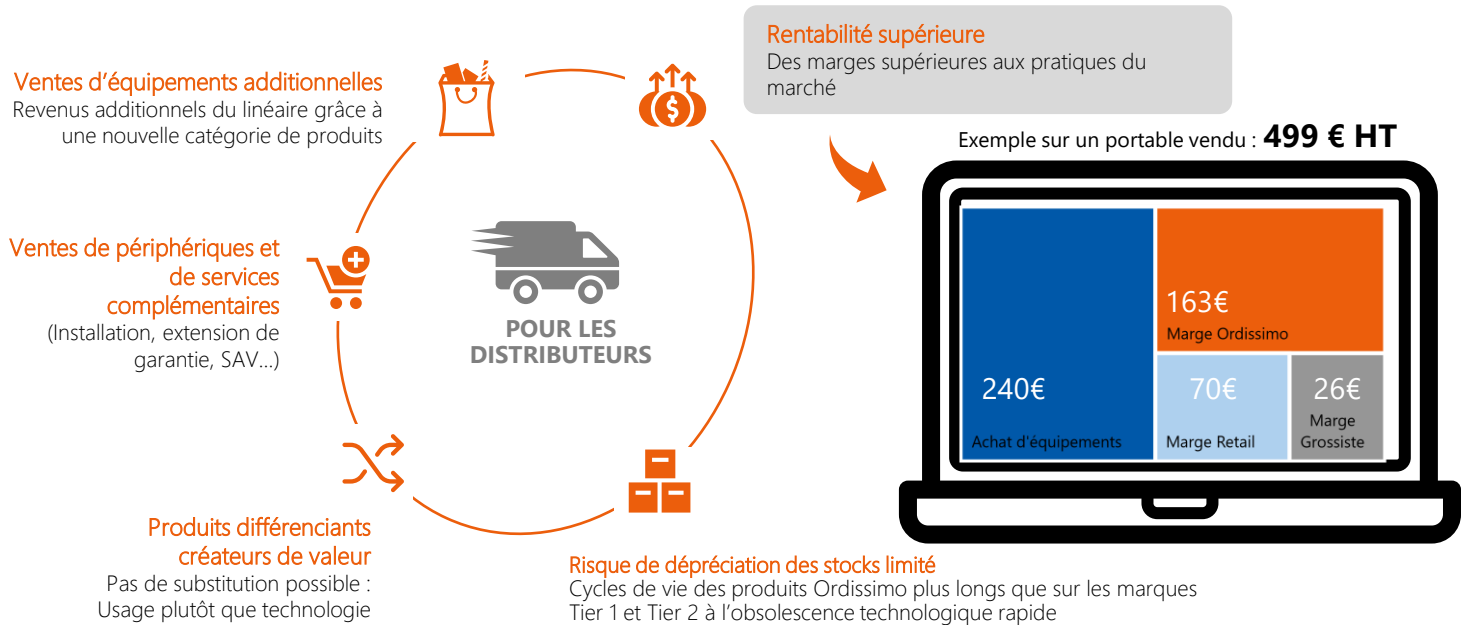 Rentabilité supérieure
Des marges supérieures aux pratiques du
marché
Ventes d'équipements additionnelles
Revenus additionnels du linéaire grâce à
une nouvelle catégorie de produits
Exemple sur un portable vendu : 499 € HT
Ventes de périphériques et
de services
complémentaires
(Installation, extension de
garantie, SAV...)
POUR LES
DISTRIBUTEURS
163€
Marge Ordissimo
240€
Achat d'équipements
70€
Marge Retail
26€
Marge
Grossiste
Produits différenciants
créateurs de valeur
Pas de substitution possible :
Usage plutôt que technologie
Risque de dépréciation des stocks limité
Cycles de vie des produits Ordissimo plus longs que sur les marques
Tier 1 et Tier 2 à l'obsolescence technologique rapide